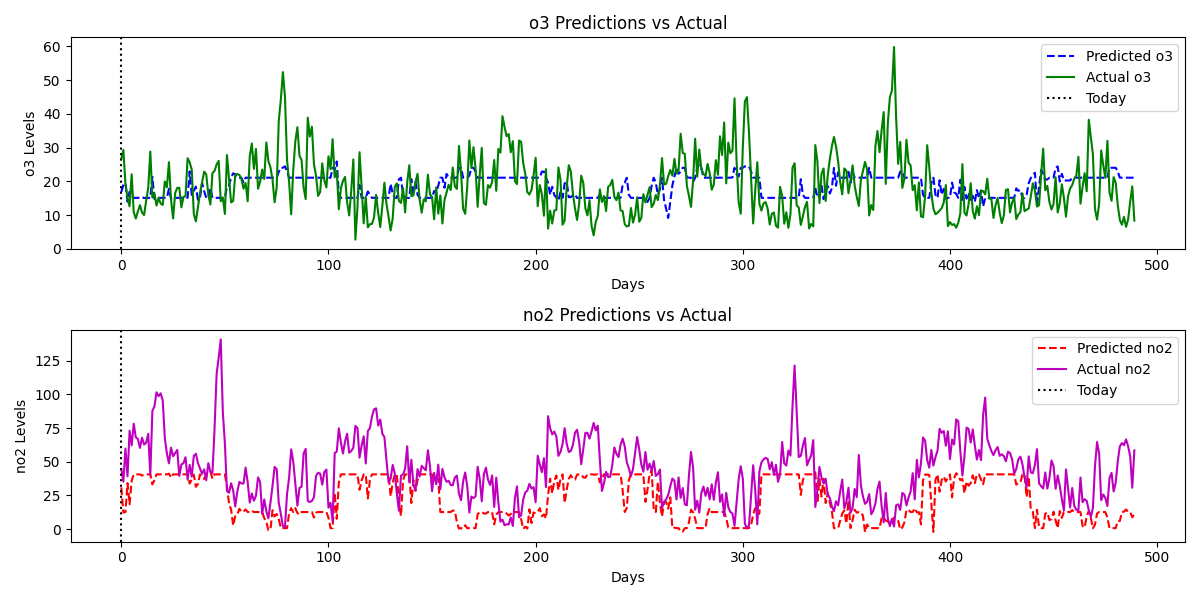 o3 Predictions vs Actual
60
50
40
30
20
10
0
o3 Levels
Predicted o3
Actual o3
Today
0 100 200 300 400 500
Days
no2 Predictions vs Actual
125
100
75
50
25
0
no2 Levels
Predicted no2
Actual no2
Today
0 100 200 300 400 500
Days